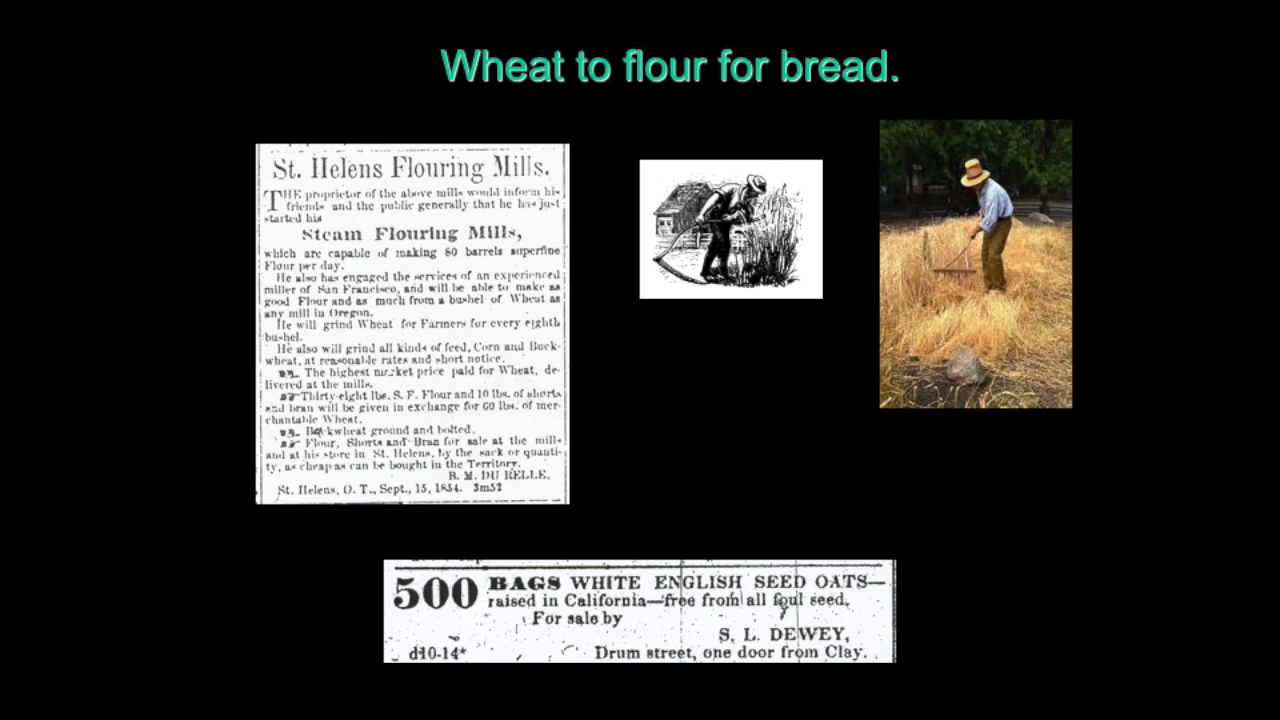 Wheat to flour for bread.
St. Helens Flouring Mills.
THE proprietor of the above mills would inform his
friends and the public generally that he has just
started his
Steam Flouring Mills,
which are capable of making 80 barrels superfine
Flour per day.
He also has engaged the services of an experienced
miller of San Francisco, and will be able to make as
good Flour and as much from a bushel of Wheat as
any mill in Oregon.
He will grind Wheat for Farmers for every eighth
bushel.
He also will grind all kinds of feed, Corn and Buck-
wheat, at reasonable rates and short notice.
The highest market price paid for Wheat, de-
livered at the mills.
Thirty-eight lbs. S. F. Flour and 10 lbs. of shorts
and bran will be given in exchange for 60 lbs. of mer-
chantable Wheat.
Buckwheat ground and bolted.
Flour, Shorts and Bran for sale at the mills
and at his store in St. Helens, by the sack or quanti-
ty, as cheap as can be bought in the Territory.
B. M. DU RELLE.
St. Helens, O. T., Sept., 15, 1854. 3m52
500 BAGS WHITE ENGLISH SEED OATS—
raised in California—free from all foul seed.
For sale by
S. L. DEWEY,
d10-14* Drum street, one door from Clay.